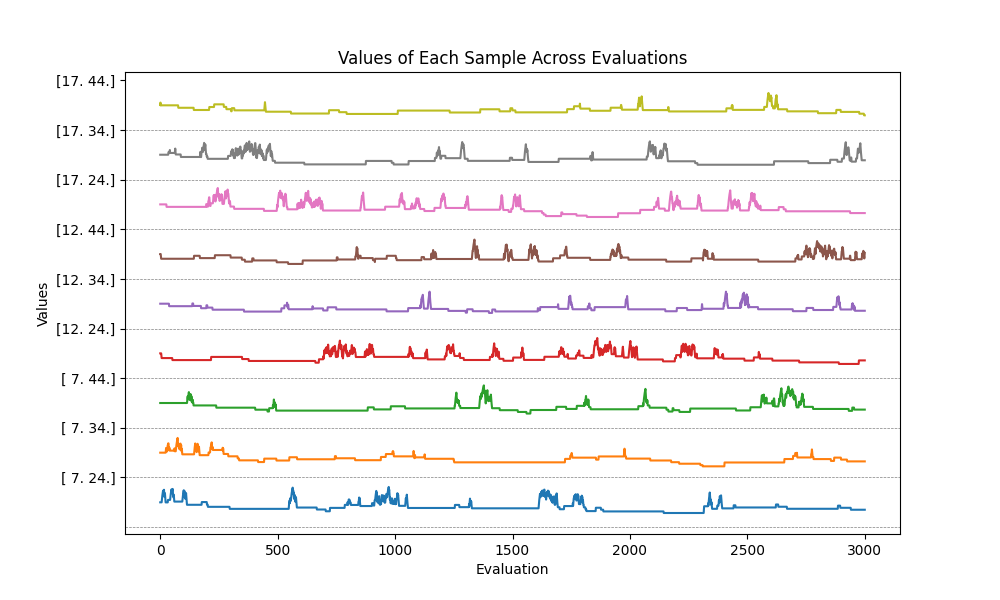 Values of Each Sample Across Evaluations
[17. 44.]
[17. 34.]
[17. 24.]
[12. 44.]
[12. 34.]
[12. 24.]
[ 7. 44.]
[ 7. 34.]
[ 7. 24.]
Values
0 500 1000 1500 2000 2500 3000
Evaluation